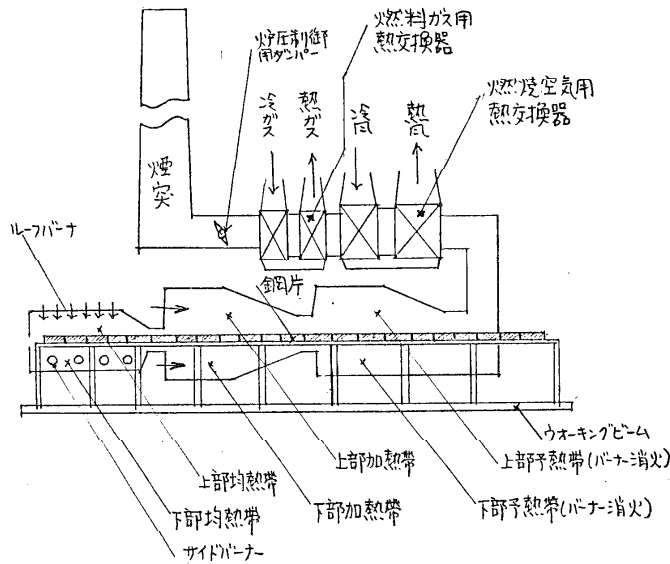 炉圧制御
用ダンパー
燃料ガス用
熱交換器
燃焼空気用
熱交換器
冷ガス
熱ガス
冷風
熱風
煙突
ルーフバーナ
鋼片
ウオーキングビーム
上部均熱帯
上部加熱帯
上部予熱帯(バーナー消火)
下部均熱帯
下部加熱帯
下部予熱帯(バーナー消火)
サイドバーナー